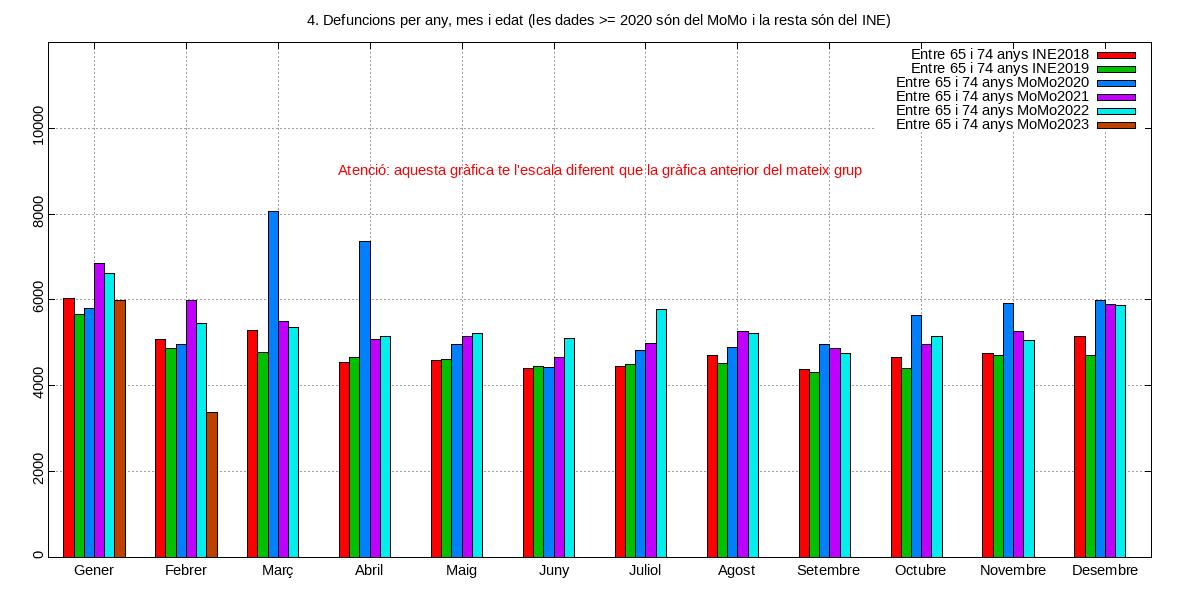 4. Defuncions per any, mes i edat (les dades >= 2020 són del MoMo i la resta són del INE)
Entre 65 i 74 anys INE2018
Entre 65 i 74 anys INE2019
Entre 65 i 74 anys MoMo2020
Entre 65 i 74 anys MoMo2021
Entre 65 i 74 anys MoMo2022
Entre 65 i 74 anys MoMo2023
Atenció: aquesta gràfica te l'escala diferent que la gràfica anterior del mateix grup
10000
8000
6000
4000
2000
0
Gener Febrer Març Abril Maig Juny Juliol Agost Setembre Octubre Novembre Desembre